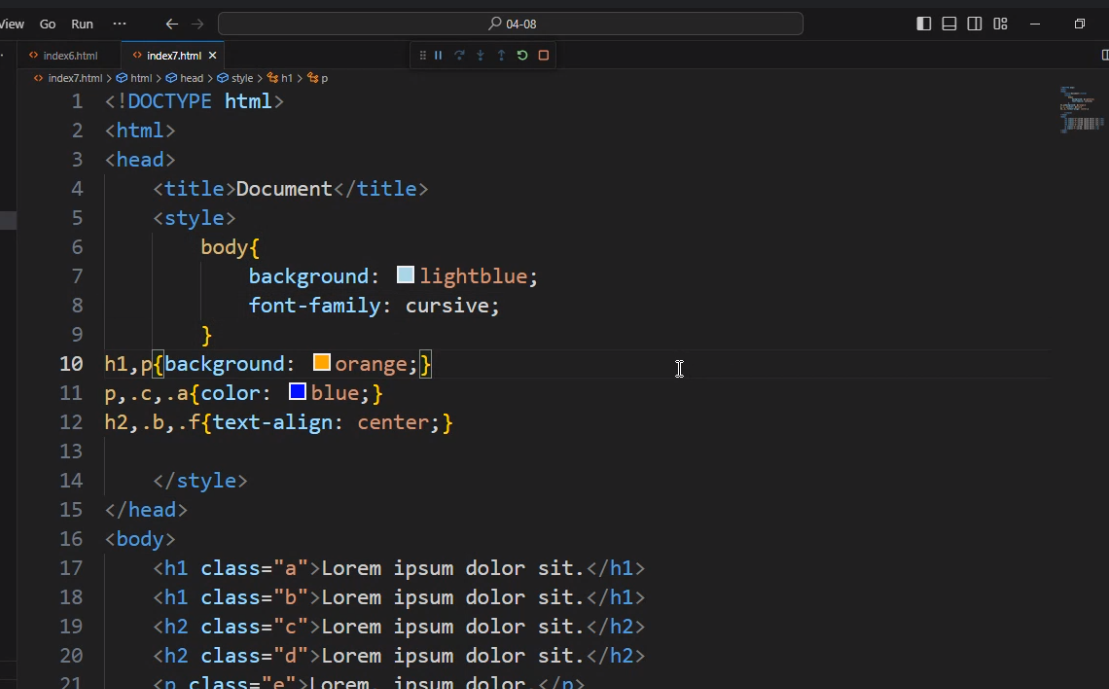 View Go Run ··· 04-08
index6.html index7.html
index7.html > html > head > style > h1 > p
1 <!DOCTYPE html>
2 <html>
3 <head>
4 <title>Document</title>
5 <style>
6 body{
7 background: lightblue;
8 font-family: cursive;
9 }
10 h1,p{background: orange;}
11 p,.c,.a{color: blue;}
12 h2,.b,.f{text-align: center;}
13
14 </style>
15 </head>
16 <body>
17 <h1 class="a">Lorem ipsum dolor sit.</h1>
18 <h1 class="b">Lorem ipsum dolor sit.</h1>
19 <h2 class="c">Lorem ipsum dolor sit.</h2>
20 <h2 class="d">Lorem ipsum dolor sit.</h2>
21 <p class="e">Lorem, ipsum dolor.</p>